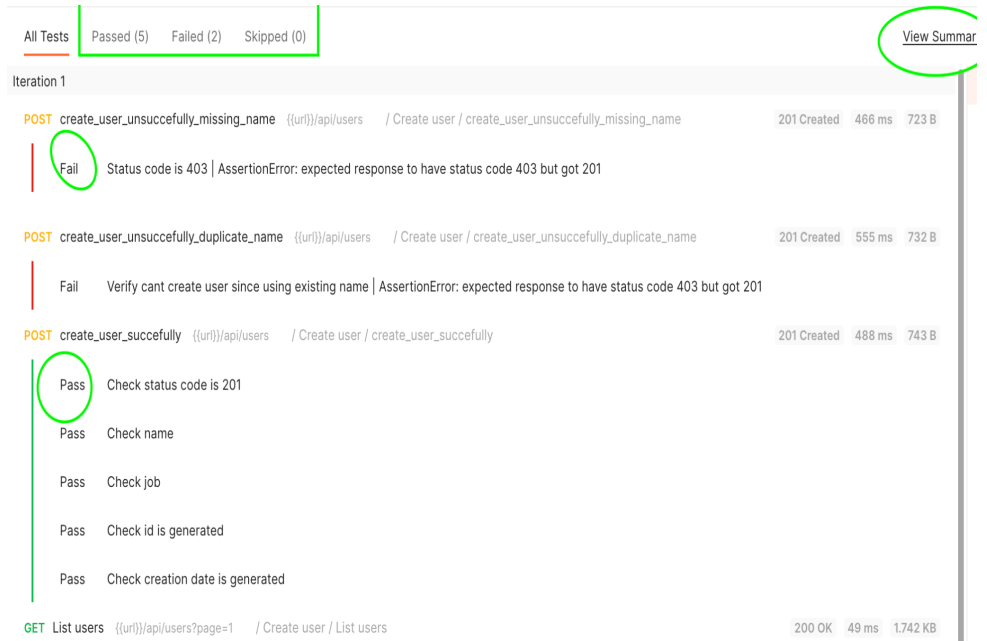 All Tests Passed (5) Failed (2) Skipped (0) View Summar
Iteration 1
POST create_user_unsuccefully_missing_name {{url}}/api/users / Create user / create_user_unsuccefully_missing_name 201 Created 466 ms 723 B
Fail Status code is 403 | AssertionError: expected response to have status code 403 but got 201
POST create_user_unsuccefully_duplicate_name {{url}}/api/users / Create user / create_user_unsuccefully_duplicate_name 201 Created 555 ms 732 B
Fail Verify cant create user since using existing name | AssertionError: expected response to have status code 403 but got 201
POST create_user_succefully {{url}}/api/users / Create user / create_user_succefully 201 Created 488 ms 743 B
Pass Check status code is 201
Pass Check name
Pass Check job
Pass Check id is generated
Pass Check creation date is generated
GET List users {{url}}/api/users?page=1 / Create user / List users 200 OK 49 ms 1.742 KB